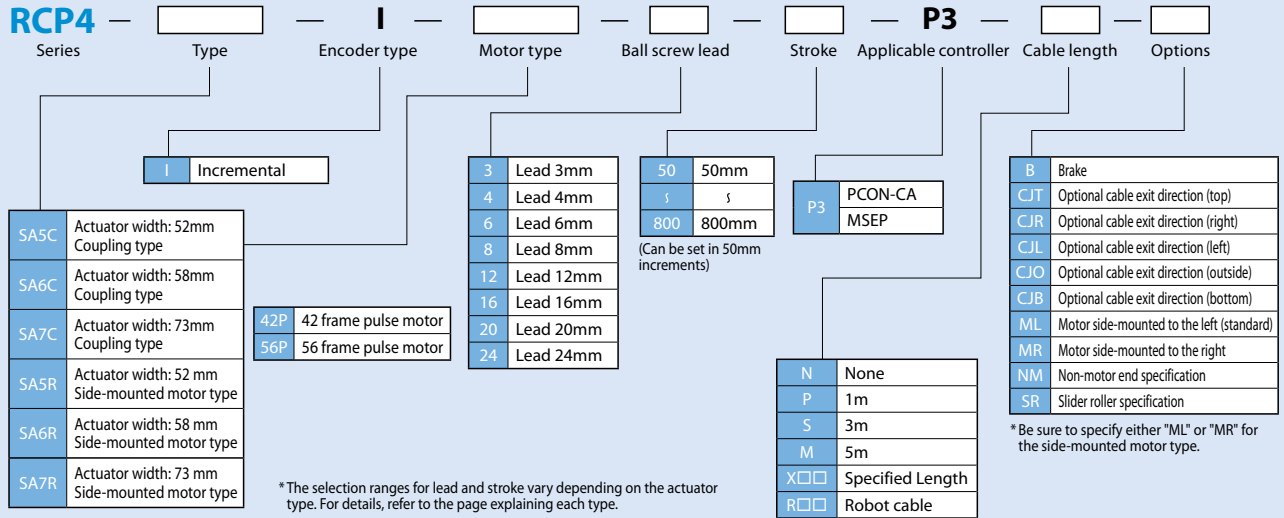 RCP4 — — I — — — — P3 — —
Series Type Encoder type Motor type Ball screw lead Stroke Applicable controller Cable length Options
I Incremental
SA5C Actuator width: 52mm
Coupling type
SA6C Actuator width: 58mm
Coupling type
SA7C Actuator width: 73mm
Coupling type
SA5R Actuator width: 52 mm
Side-mounted motor type
SA6R Actuator width: 58 mm
Side-mounted motor type
SA7R Actuator width: 73 mm
Side-mounted motor type
42P 42 frame pulse motor
56P 56 frame pulse motor
3 Lead 3mm
4 Lead 4mm
6 Lead 6mm
8 Lead 8mm
12 Lead 12mm
16 Lead 16mm
20 Lead 20mm
24 Lead 24mm
50 50mm
≀ ≀
800 800mm
(Can be set in 50mm
increments)
P3 PCON-CA
MSEP
N None
P 1m
S 3m
M 5m
X□□ Specified Length
R□□ Robot cable
B Brake
CJT Optional cable exit direction (top)
CJR Optional cable exit direction (right)
CJL Optional cable exit direction (left)
CJO Optional cable exit direction (outside)
CJB Optional cable exit direction (bottom)
ML Motor side-mounted to the left (standard)
MR Motor side-mounted to the right
NM Non-motor end specification
SR Slider roller specification
* Be sure to specify either "ML" or "MR" for
the side-mounted motor type.
* The selection ranges for lead and stroke vary depending on the actuator
type. For details, refer to the page explaining each type.